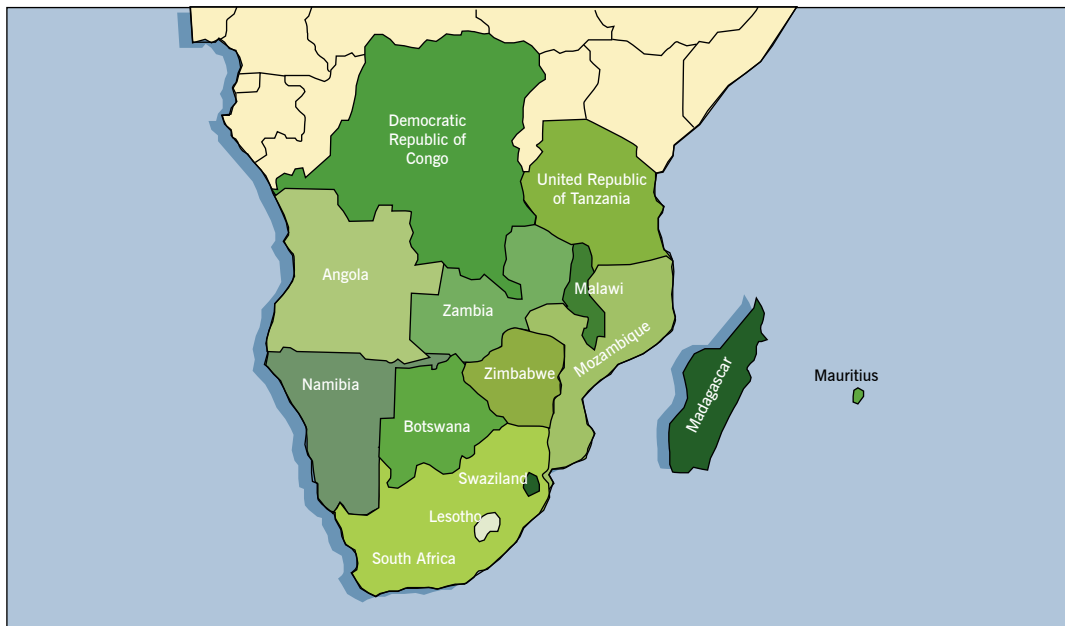 Democratic
Republic of
Congo
United Republic
of Tanzania
Angola
Malawi
Zambia
Mozambique
Zimbabwe
Namibia
Mauritius
Madagascar
Botswana
Swaziland
Lesotho
South Africa